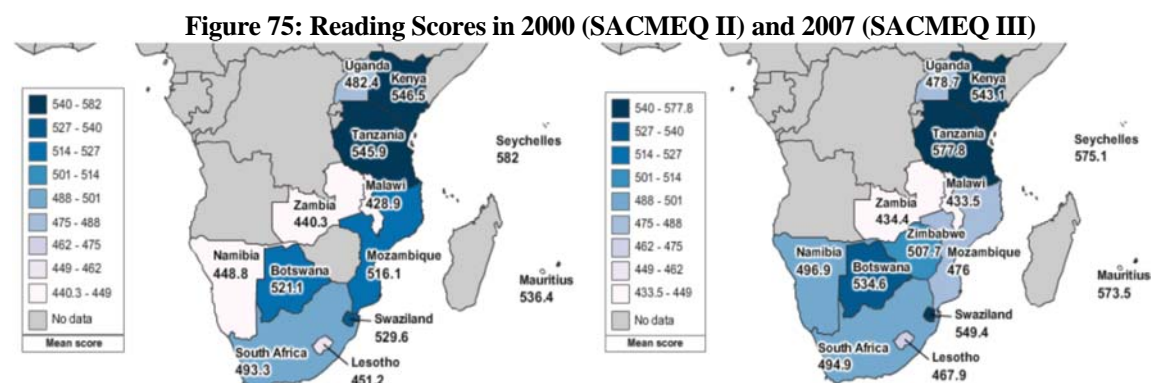 Figure 75: Reading Scores in 2000 (SACMEQ II) and 2007 (SACMEQ III)
540 - 582
527 - 540
514 - 527
501 - 514
488 - 501
475 - 488
462 - 475
449 - 462
440.3 - 449
No data
Mean score
Uganda
482.4
Kenya
546.5
Tanzania
545.9
Seychelles
582
Malawi
428.9
Zambia
440.3
Namibia
448.8
Botswana
521.1
Mozambique
516.1
Mauritius
536.4
Swaziland
529.6
South Africa
493.3
Lesotho
451.2
540 - 577.8
527 - 540
514 - 527
501 - 514
488 - 501
475 - 488
462 - 475
449 - 462
433.5 - 449
No data
Mean score
Uganda
478.7
Kenya
543.1
Tanzania
577.8
Seychelles
575.1
Malawi
433.5
Zambia
434.4
Zimbabwe
507.7
Namibia
496.9
Botswana
534.6
Mozambique
476
Mauritius
573.5
Swaziland
549.4
South Africa
494.9
Lesotho
467.9